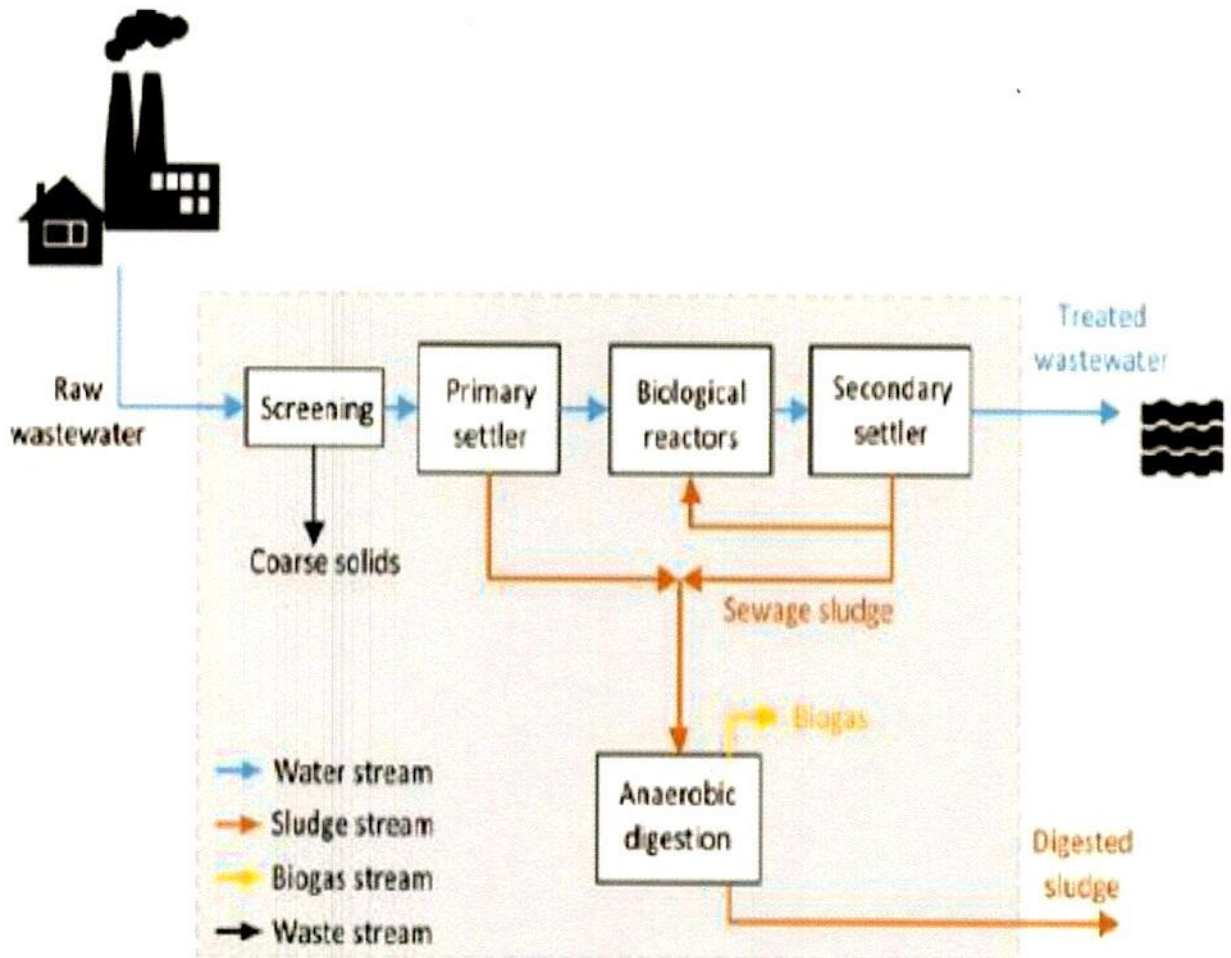 Treated
wastewater
Raw
wastewater
Screening
Primary
settler
Biological
reactors
Secondary
settler
Coarse solids
Sewage sludge
Biogas
Water stream
Sludge stream
Biogas stream
Waste stream
Anaerobic
digestion
Digested
sludge